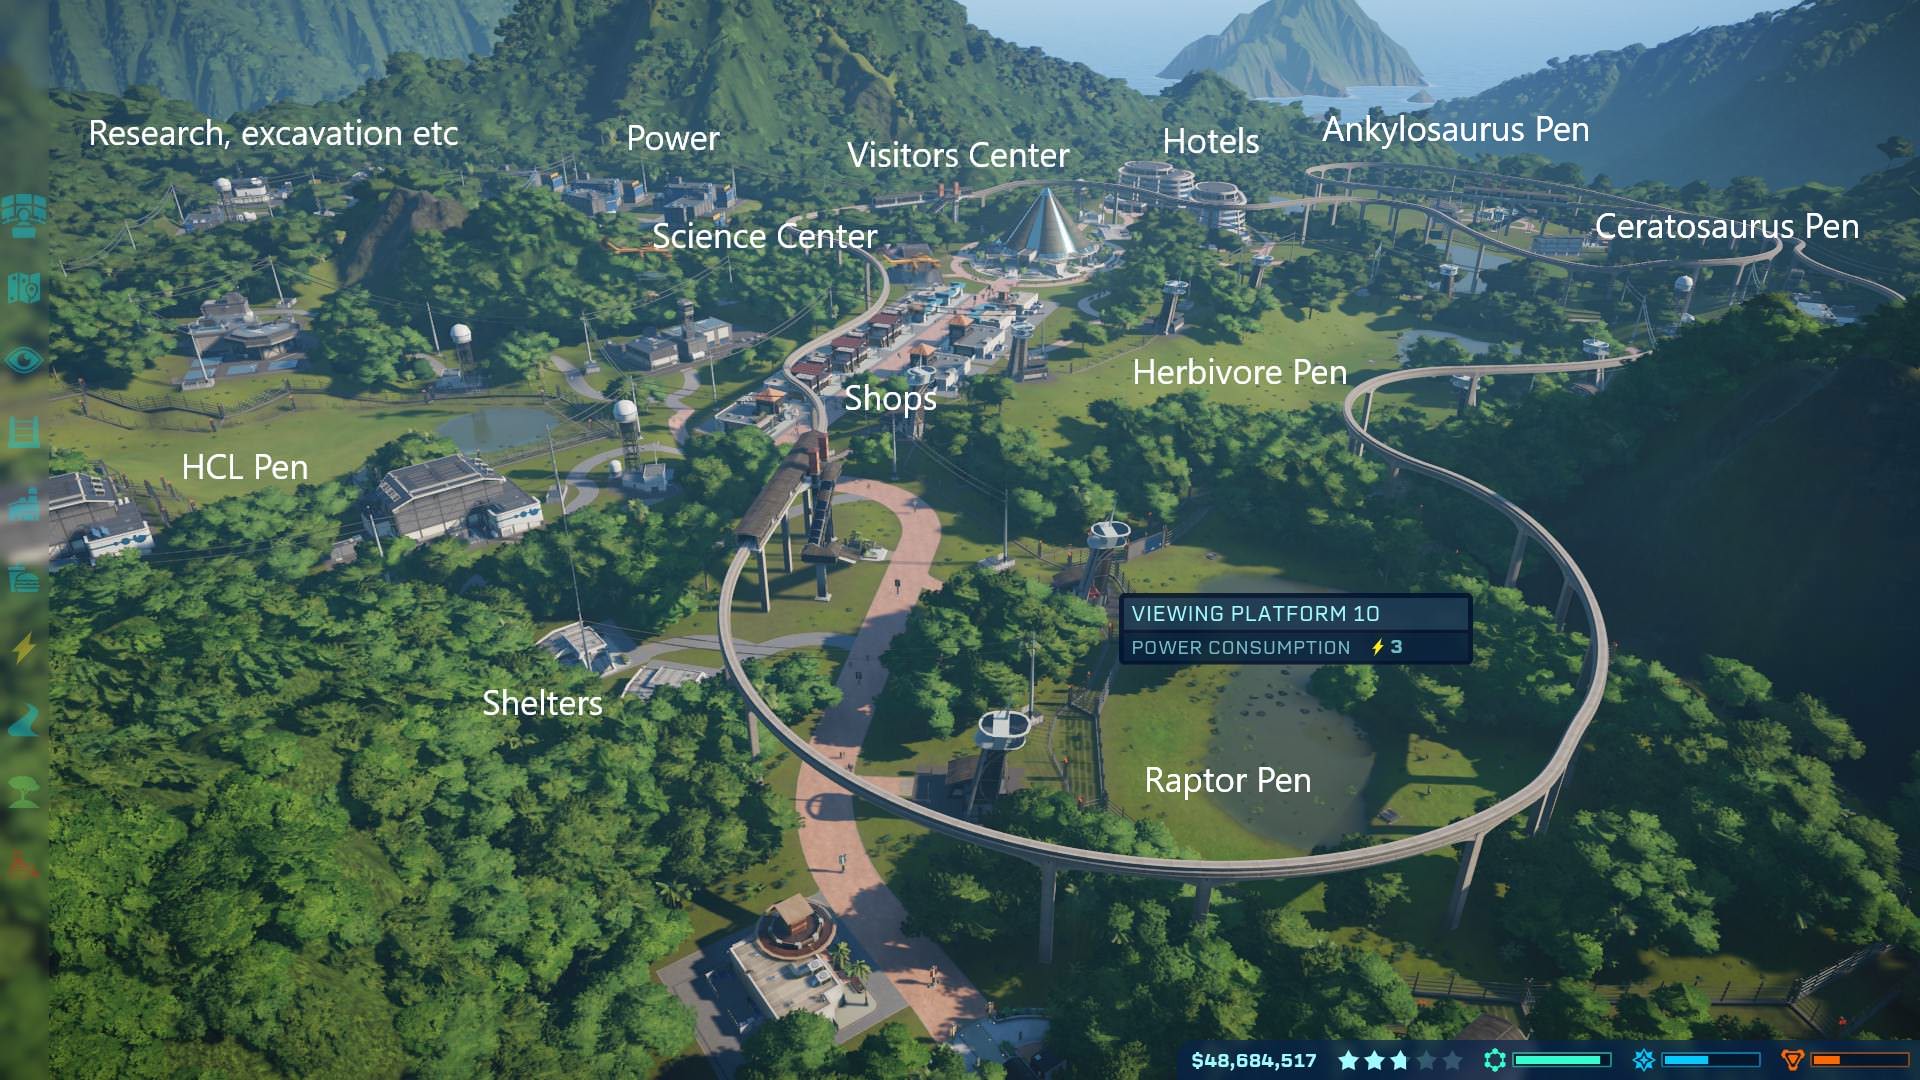 Research, excavation etc
Power
Visitors Center
Hotels
Ankylosaurus Pen
Science Center
Ceratosaurus Pen
Herbivore Pen
Shops
HCL Pen
VIEWING PLATFORM 10
POWER CONSUMPTION 3
Shelters
Raptor Pen
$48,684,517